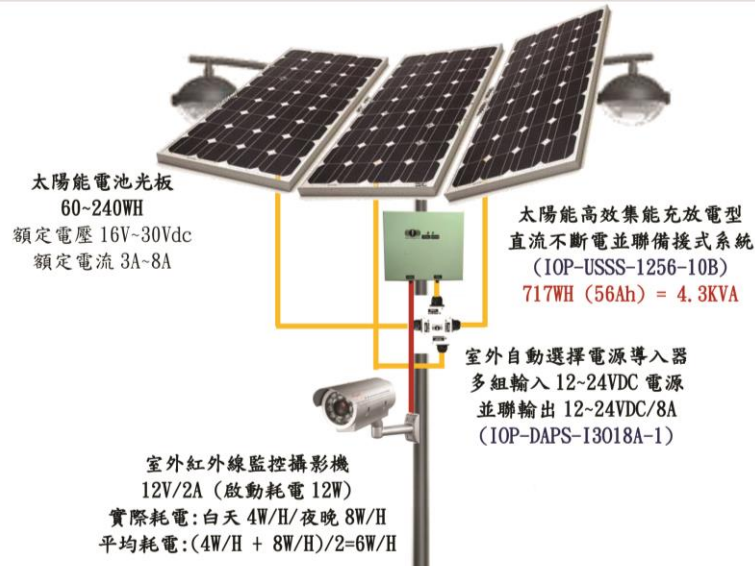 太陽能電池光板
60~240WH
額定電壓 16V~30Vdc
額定電流 3A~8A
太陽能高效集能充放電型
直流不斷電並聯備援式系統
(IOP-USSS-1256-10B)
717WH (56Ah) = 4.3KVA
室外自動選擇電源導入器
多組輸入 12~24VDC 電源
並聯輸出 12~24VDC/8A
(IOP-DAPS-I3018A-1)
室外紅外線監控攝影機
12V/2A (啟動耗電 12W)
實際耗電:白天 4W/H/夜晚 8W/H
平均耗電:(4W/H + 8W/H)/2=6W/H